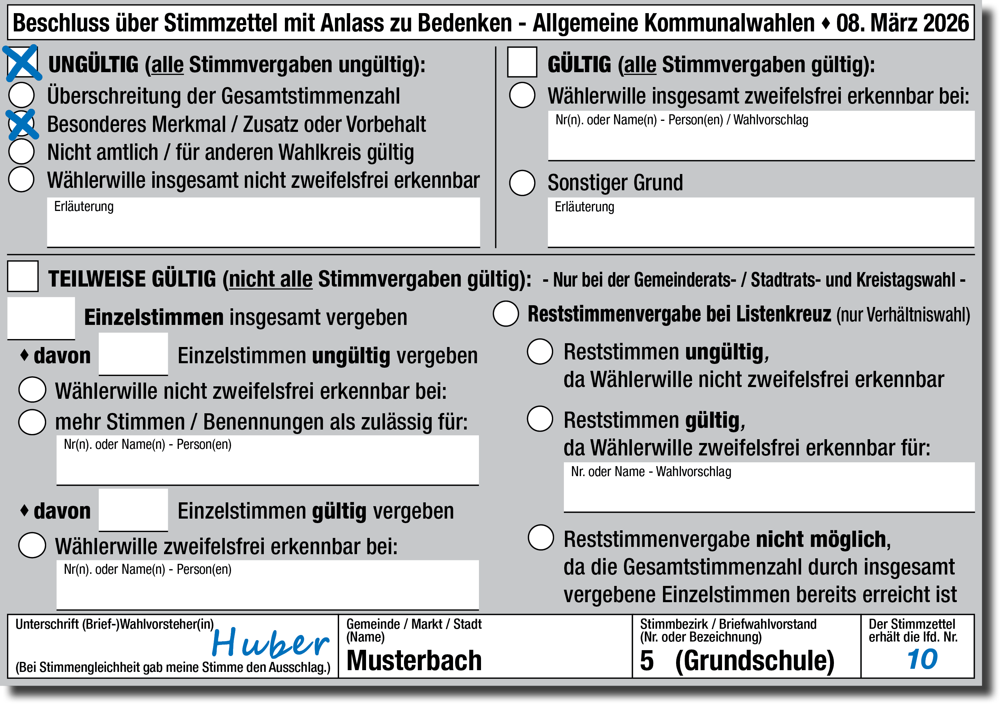 Beschluss über Stimmzettel mit Anlass zu Bedenken - Allgemeine Kommunalwahlen ♦ 08. März 2026
UNGÜLTIG (alle Stimmvergaben ungültig):
Überschreitung der Gesamtstimmenzahl
Besonderes Merkmal / Zusatz oder Vorbehalt
Nicht amtlich / für anderen Wahlkreis gültig
Wählerwille insgesamt nicht zweifelsfrei erkennbar
Erläuterung
GÜLTIG (alle Stimmvergaben gültig):
Wählerwille insgesamt zweifelsfrei erkennbar bei:
Nr(n). oder Name(n) - Person(en) / Wahlvorschlag
Sonstiger Grund
Erläuterung
TEILWEISE GÜLTIG (nicht alle Stimmvergaben gültig): - Nur bei der Gemeinderats- / Stadtrats- und Kreistagswahl -
Einzelstimmen insgesamt vergeben
♦ davon Einzelstimmen ungültig vergeben
Wählerwille nicht zweifelsfrei erkennbar bei:
mehr Stimmen / Benennungen als zulässig für:
Nr(n). oder Name(n) - Person(en)
♦ davon Einzelstimmen gültig vergeben
Wählerwille zweifelsfrei erkennbar bei:
Nr(n). oder Name(n) - Person(en)
Reststimmenvergabe bei Listenkreuz (nur Verhältniswahl)
Reststimmen ungültig,
da Wählerwille nicht zweifelsfrei erkennbar
Reststimmen gültig,
da Wählerwille zweifelsfrei erkennbar für:
Nr. oder Name - Wahlvorschlag
Reststimmenvergabe nicht möglich,
da die Gesamtstimmenzahl durch insgesamt
vergebene Einzelstimmen bereits erreicht ist
Unterschrift (Brief-)Wahlvorsteher(in)
Huber
(Bei Stimmengleichheit gab meine Stimme den Ausschlag.)
Gemeinde / Markt / Stadt
(Name)
Musterbach
Stimmbezirk / Briefwahlvorstand
(Nr. oder Bezeichnung)
5 (Grundschule)
Der Stimmzettel
erhält die lfd. Nr.
10